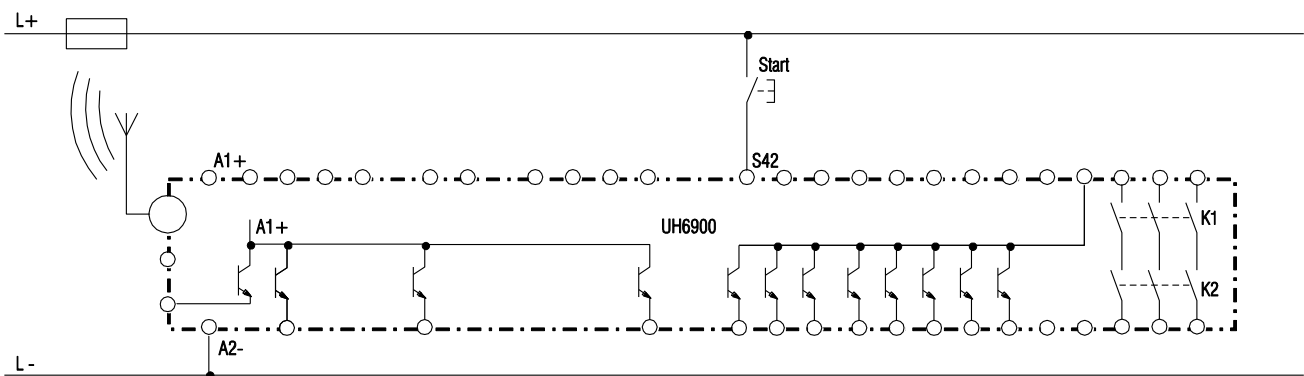 L+
Start
A1+
S42
A1+
UH6900
K1
K2
A2-
L -